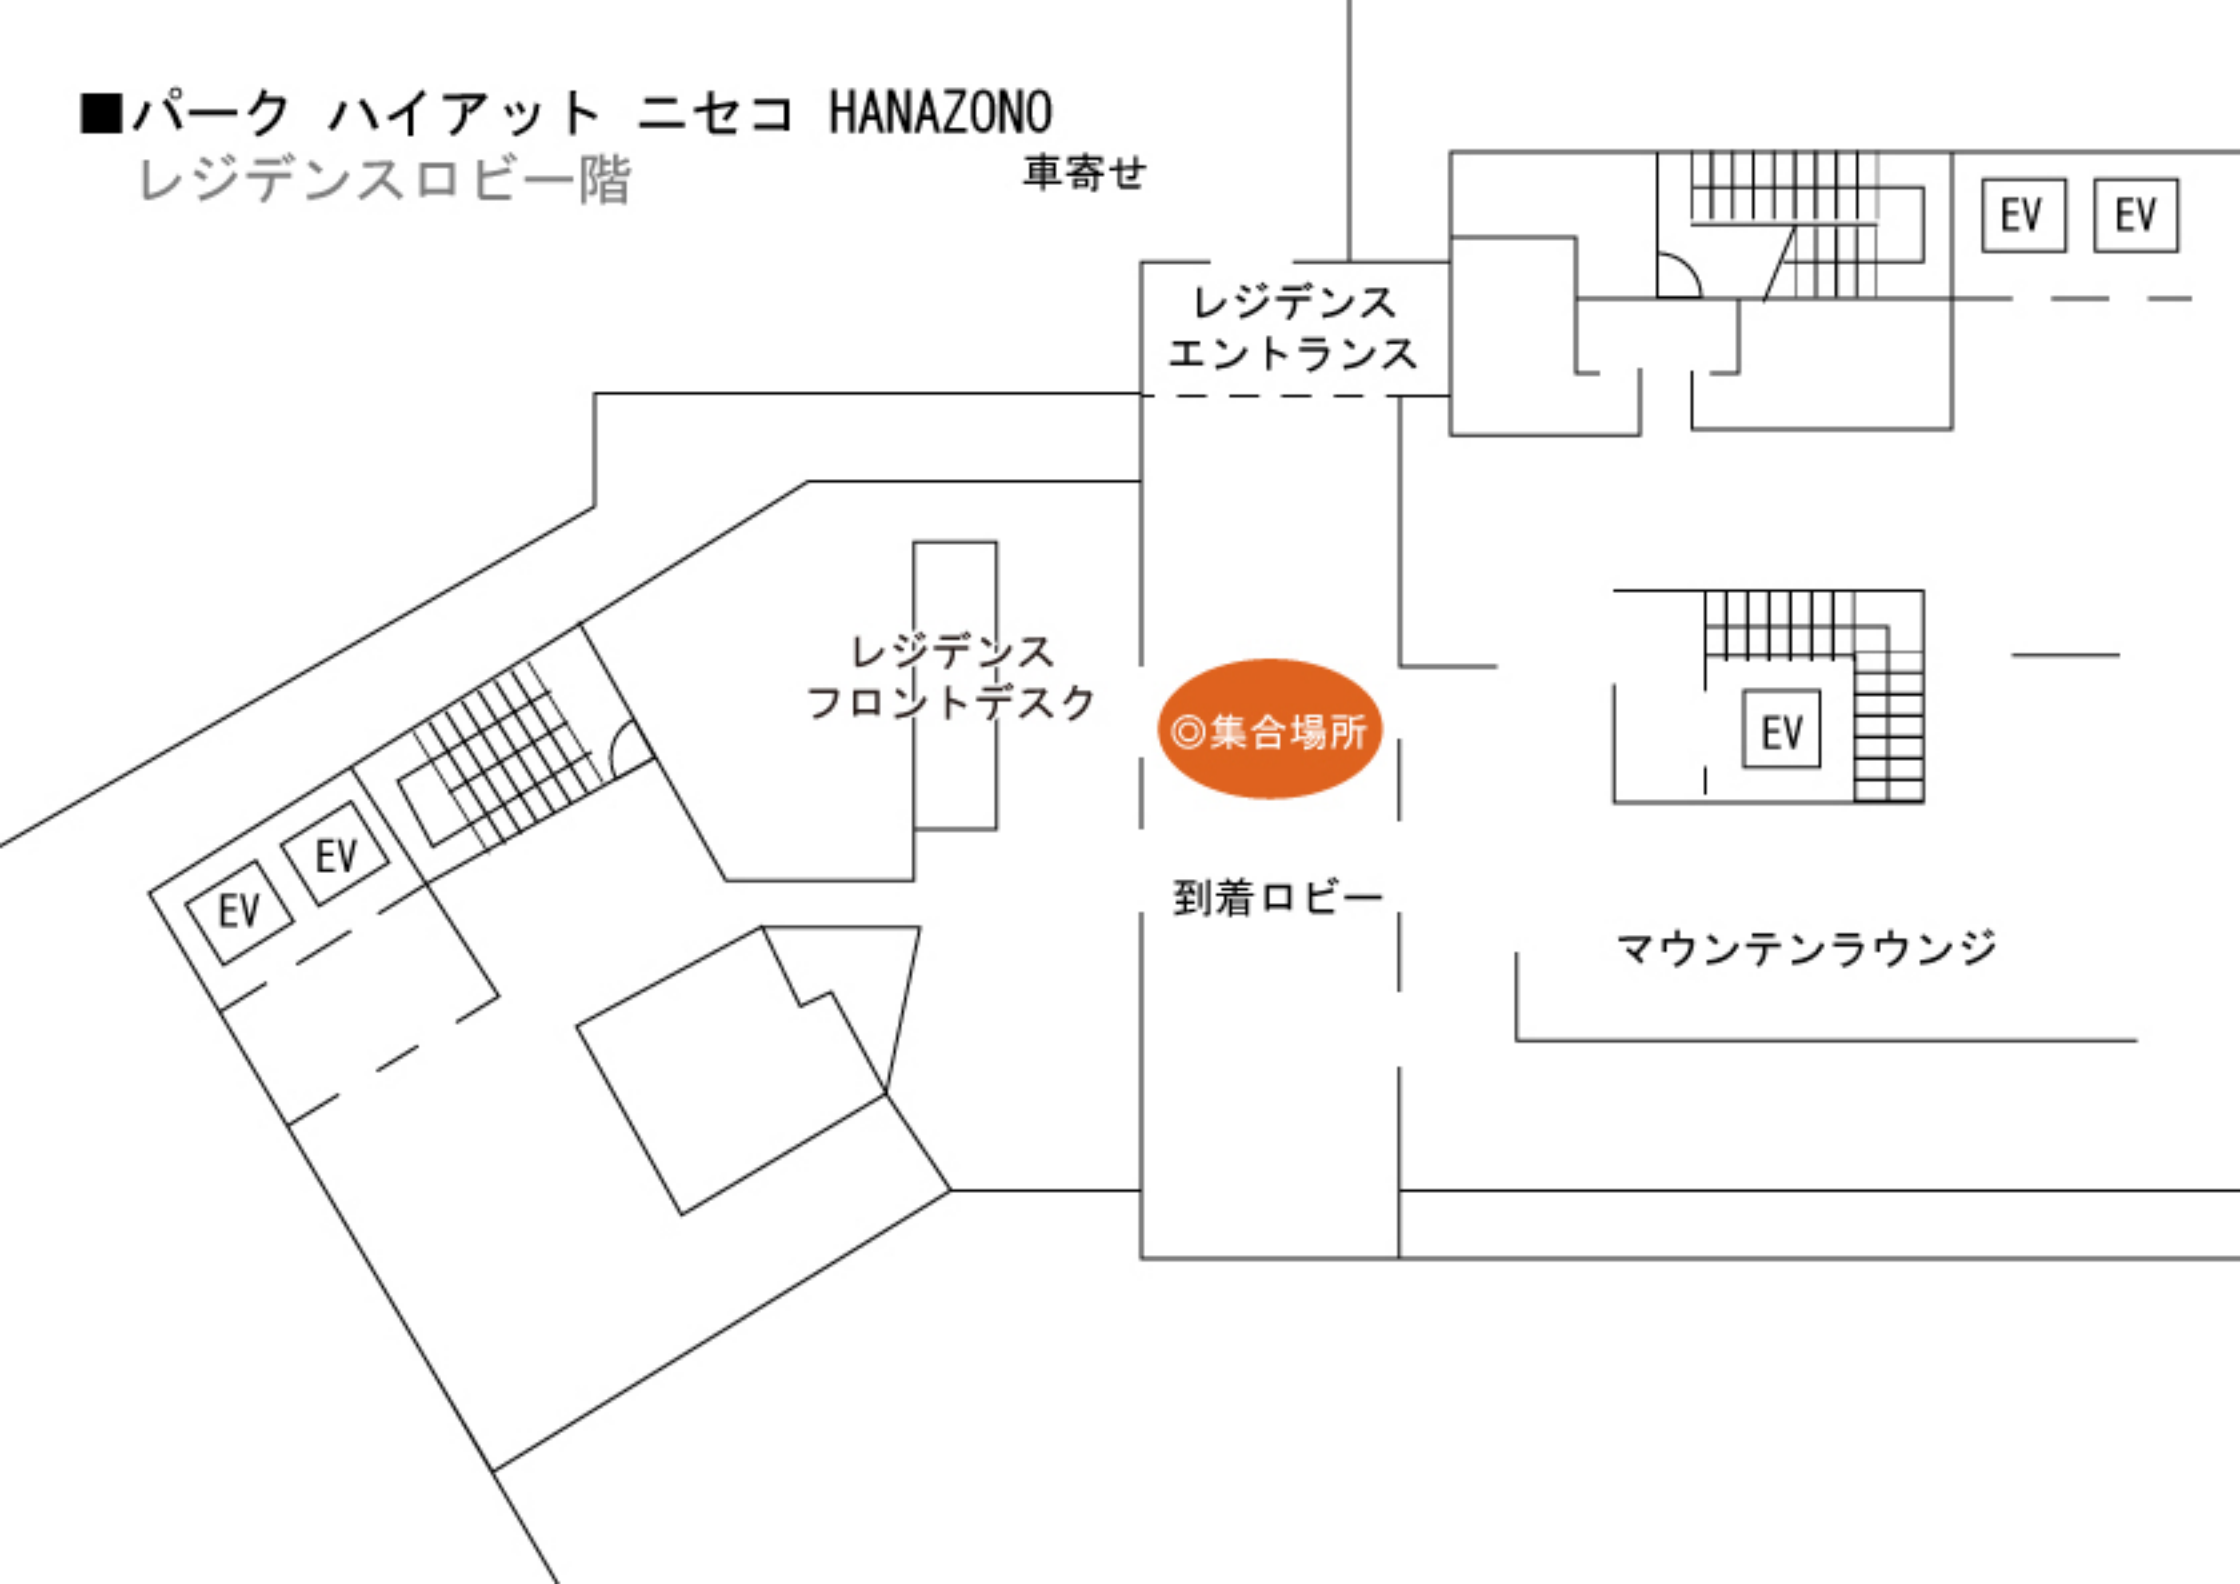 ■パーク ハイアット ニセコ HANAZONO
レジデンスロビー階
車寄せ
EV
EV
レジデンス
エントランス
レジデンス
フロントデスク
◎集合場所
EV
EV
EV
到着ロビー
マウンテンラウンジ